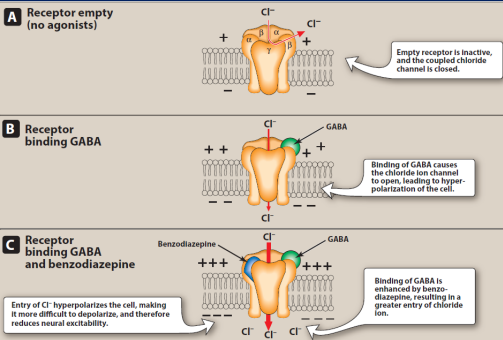 A Receptor empty
(no agonists)
Cl⁻
Cl⁻
+
α β α
β
γ
+
−
−
Empty receptor is inactive,
and the coupled chloride
channel is closed.
B Receptor
binding GABA
Cl⁻
GABA
+ +
+ +
− −
− −
Cl⁻
Binding of GABA causes
the chloride ion channel
to open, leading to hyper-
polarization of the cell.
C Receptor
binding GABA
and benzodiazepine
Benzodiazepine
Cl⁻
GABA
+++
+++
Entry of Cl⁻ hyperpolarizes the cell, making
it more difficult to depolarize, and therefore
reduces neural excitability.
−−−
−−−−
Cl⁻ Cl⁻ Cl⁻
Binding of GABA is
enhanced by benzo-
diazepine, resulting in a
greater entry of chloride
ion.